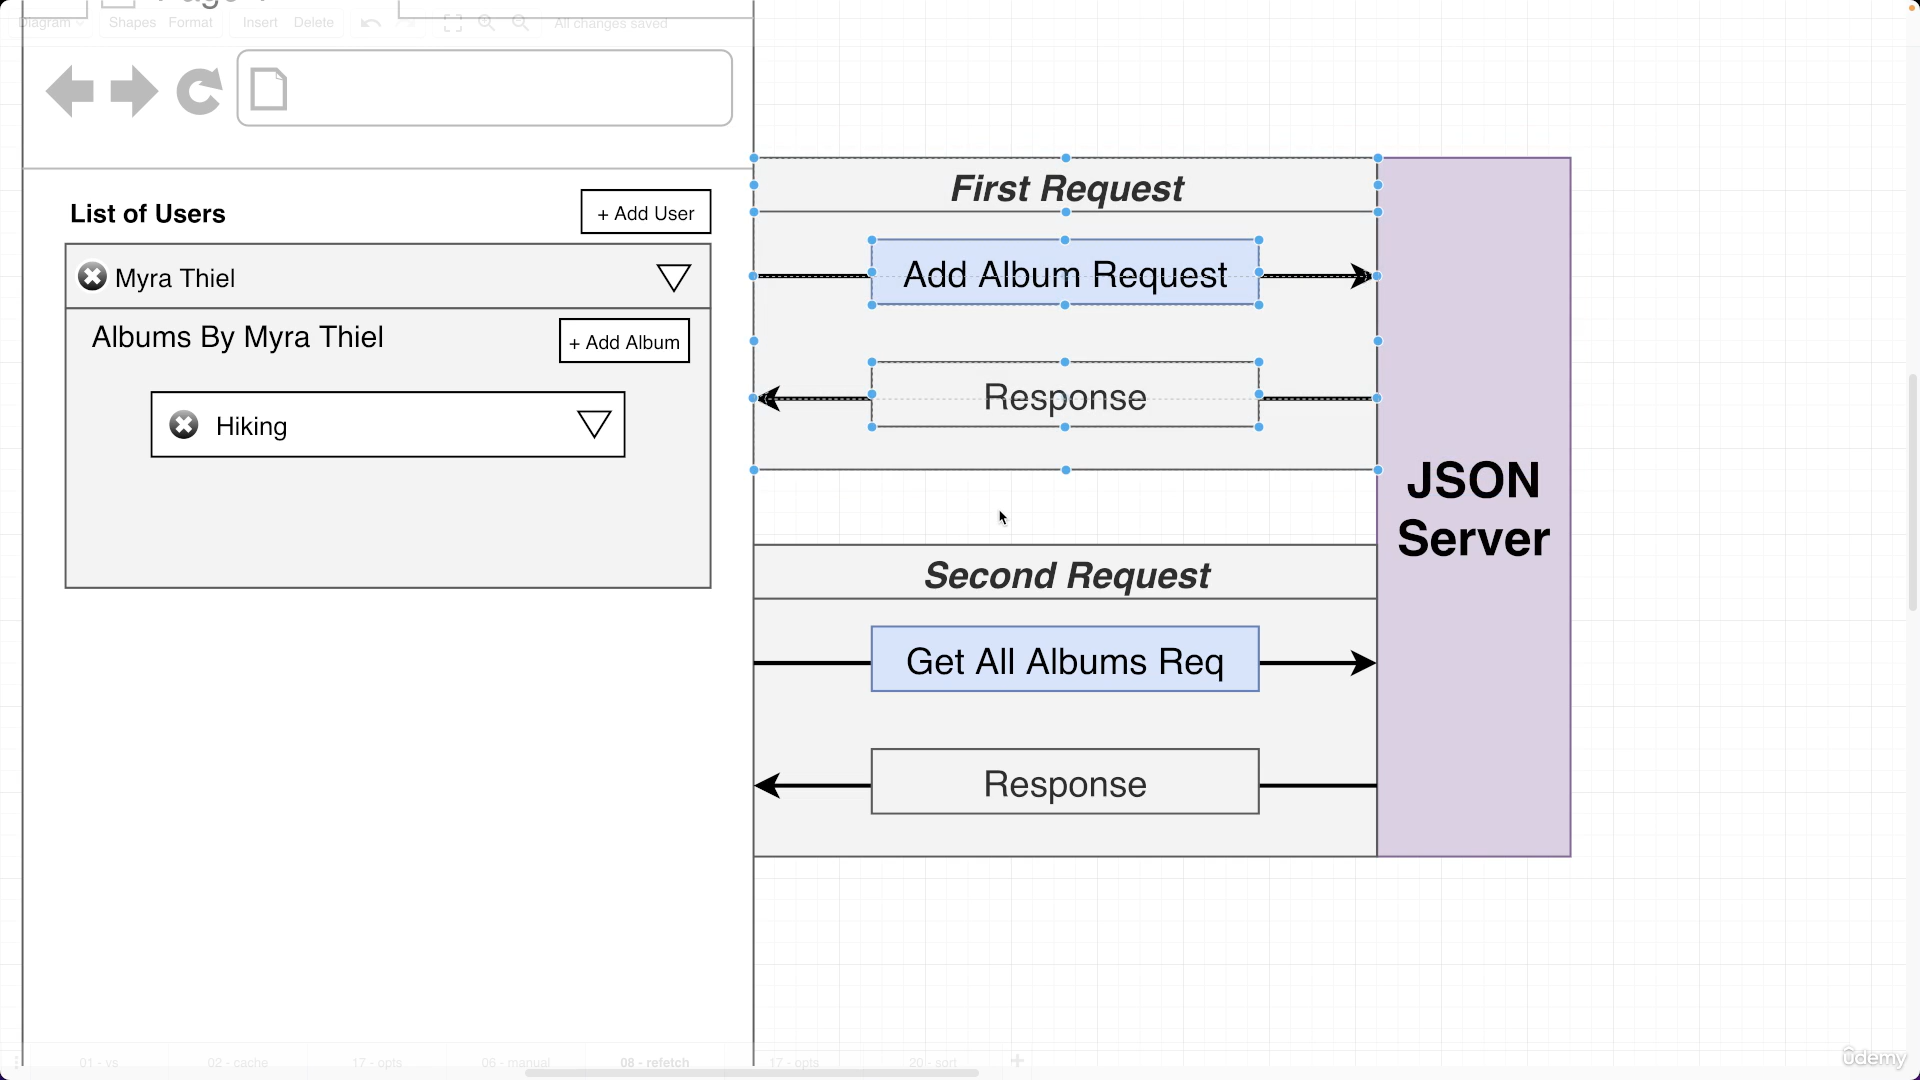 Diagram
Shapes
Format
Insert
Delete
All changes saved
List of Users
+ Add User
Myra Thiel
Albums By Myra Thiel
+ Add Album
Hiking
First Request
Add Album Request
Response
JSON
Server
Second Request
Get All Albums Req
Response
01 - vs
02 - cache
17 - opts
06 - manual
08 - refetch
17 - opts
20 - sort
ûdemy